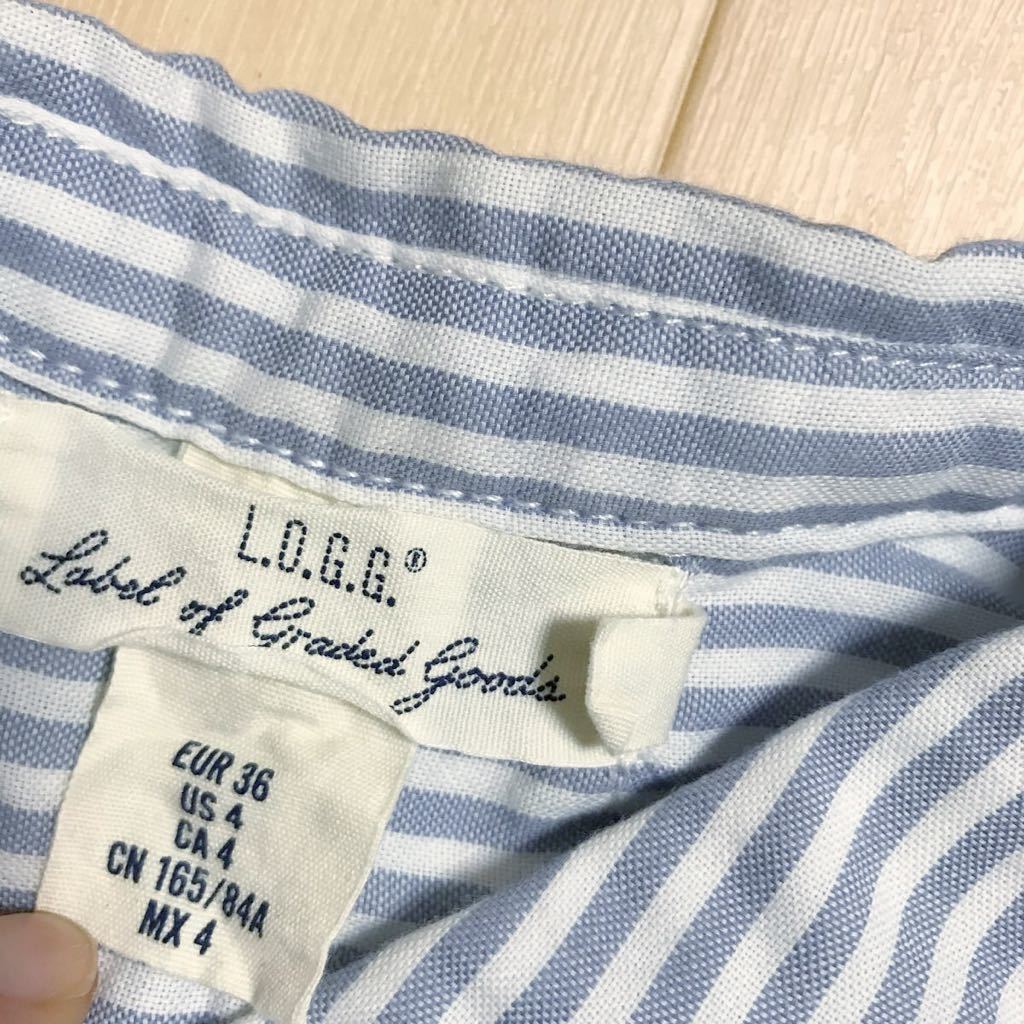 L.O.G.G.®
Label of Graded Goods
EUR 36
US 4
CA 4
CN 165/84A
MX 4